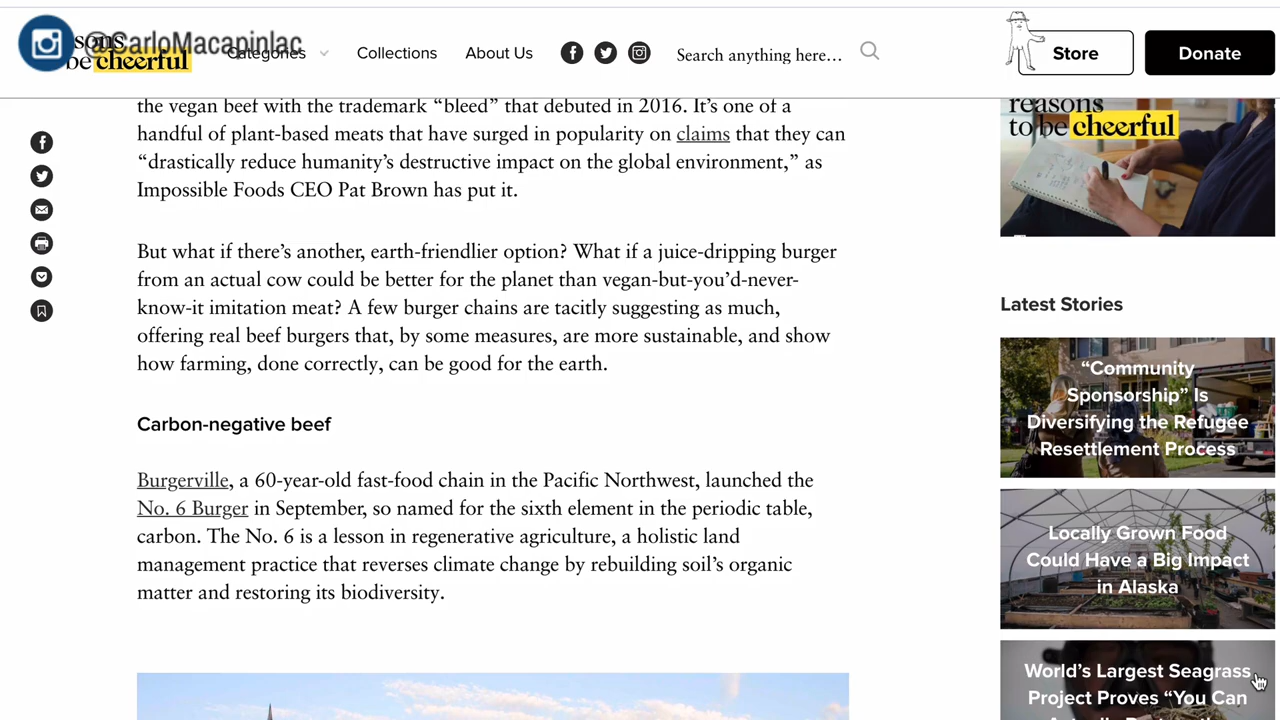 @CarloMacapinlac
be cheerful
Categories
Collections
About Us
Search anything here...
Store
Donate
the vegan beef with the trademark “bleed” that debuted in 2016. It’s one of a
handful of plant-based meats that have surged in popularity on claims that they can
“drastically reduce humanity’s destructive impact on the global environment,” as
Impossible Foods CEO Pat Brown has put it.
But what if there’s another, earth-friendlier option? What if a juice-dripping burger
from an actual cow could be better for the planet than vegan-but-you’d-never-
know-it imitation meat? A few burger chains are tacitly suggesting as much,
offering real beef burgers that, by some measures, are more sustainable, and show
how farming, done correctly, can be good for the earth.
Carbon-negative beef
Burgerville, a 60-year-old fast-food chain in the Pacific Northwest, launched the
No. 6 Burger in September, so named for the sixth element in the periodic table,
carbon. The No. 6 is a lesson in regenerative agriculture, a holistic land
management practice that reverses climate change by rebuilding soil’s organic
matter and restoring its biodiversity.
reasons
to be cheerful
Latest Stories
“Community
Sponsorship” Is
Diversifying the Refugee
Resettlement Process
Locally Grown Food
Could Have a Big Impact
in Alaska
World’s Largest Seagrass
Project Proves “You Can